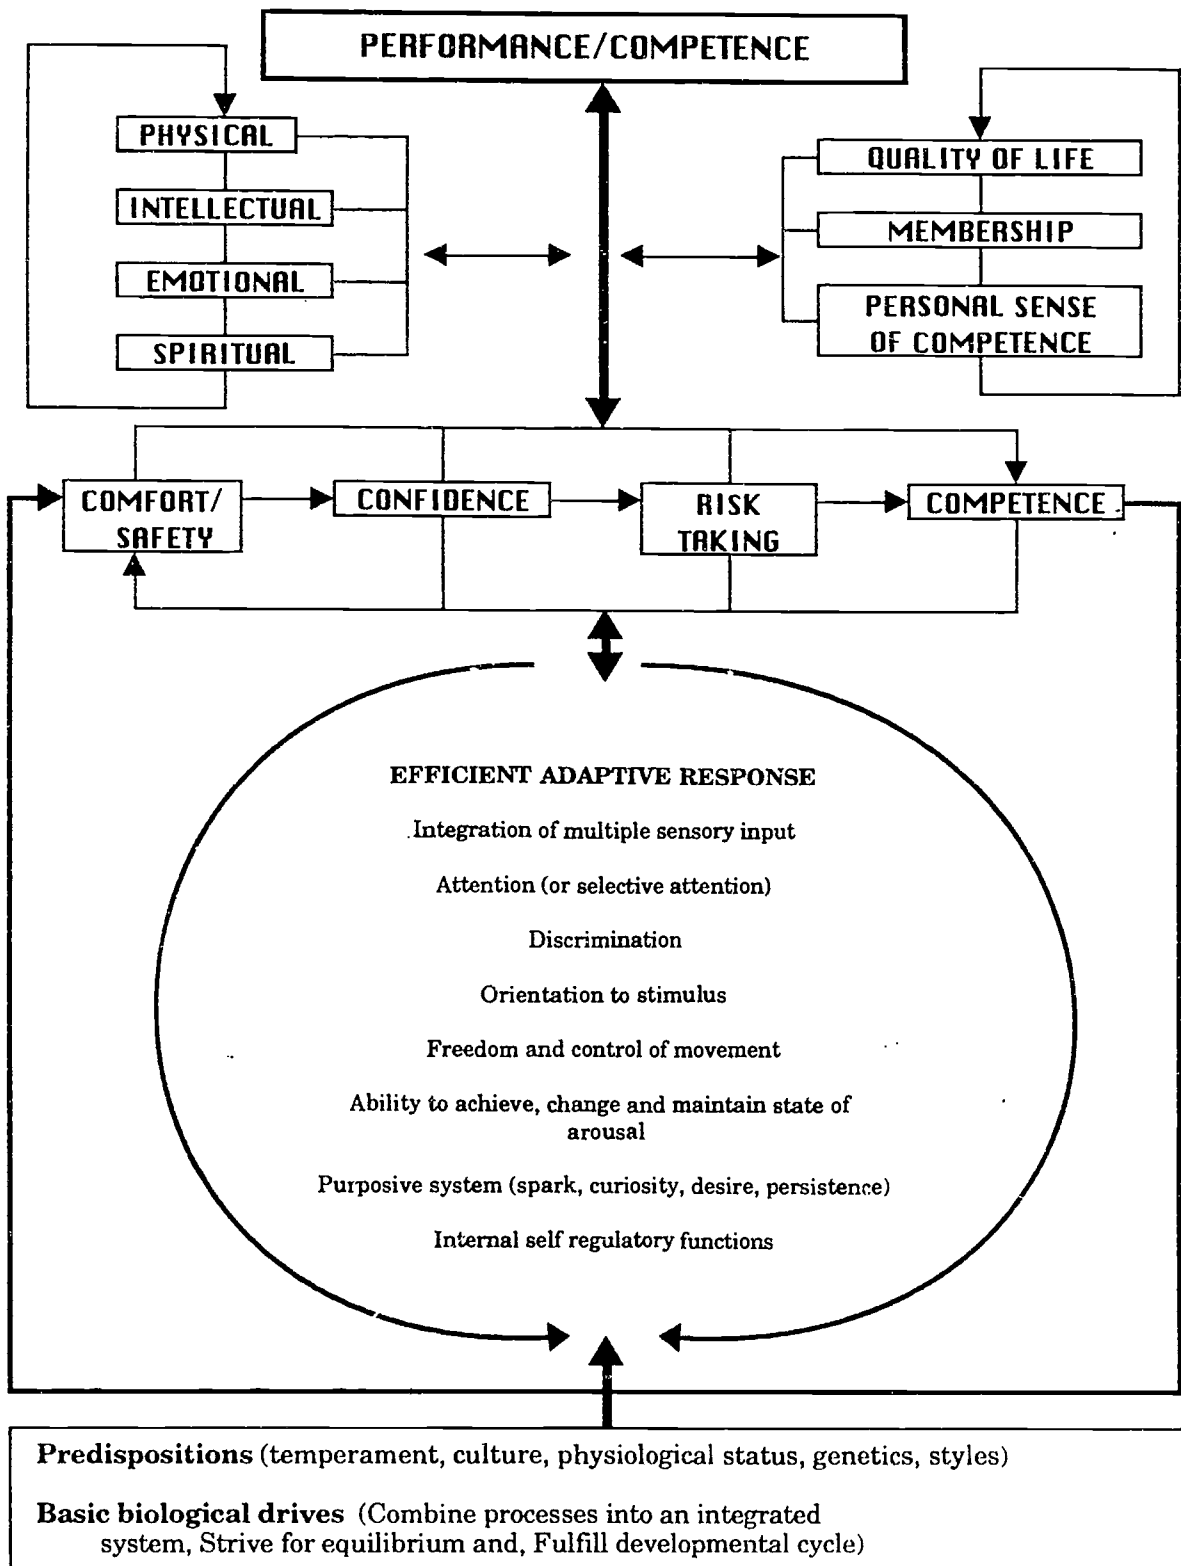 PERFORMANCE/COMPETENCE
PHYSICAL
INTELLECTUAL
EMOTIONAL
SPIRITUAL
QUALITY OF LIFE
MEMBERSHIP
PERSONAL SENSE
OF COMPETENCE
COMFORT/
SAFETY
CONFIDENCE
RISK
TAKING
COMPETENCE
EFFICIENT ADAPTIVE RESPONSE
Integration of multiple sensory input
Attention (or selective attention)
Discrimination
Orientation to stimulus
Freedom and control of movement
Ability to achieve, change and maintain state of
arousal
Purposive system (spark, curiosity, desire, persistence)
Internal self regulatory functions
Predispositions (temperament, culture, physiological status, genetics, styles)
Basic biological drives (Combine processes into an integrated
system, Strive for equilibrium and, Fulfill developmental cycle)